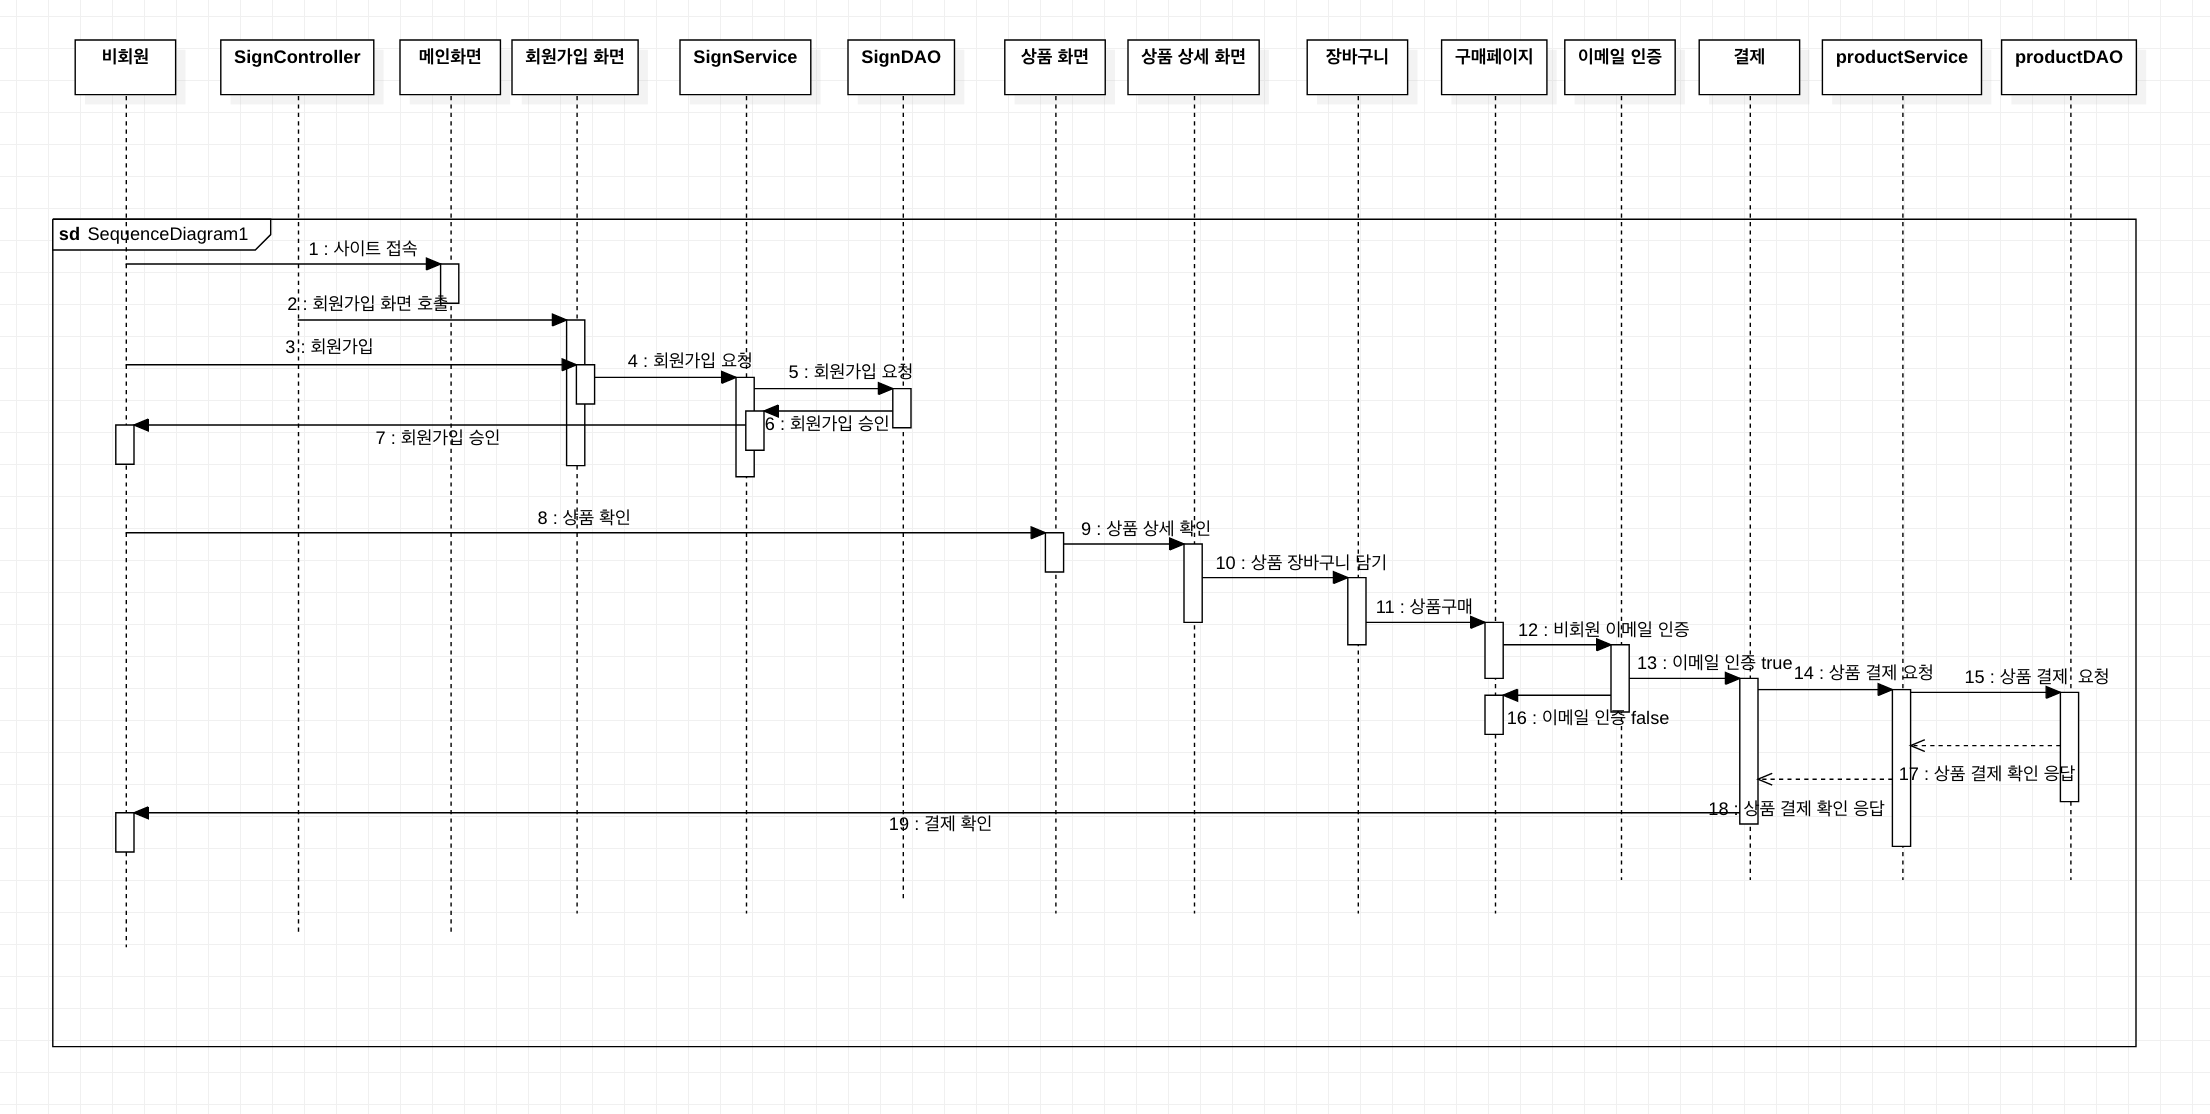 비회원
SignController
메인화면
회원가입 화면
SignService
SignDAO
상품 화면
상품 상세 화면
장바구니
구매페이지
이메일 인증
결제
productService
productDAO
sd SequenceDiagram1
1 : 사이트 접속
2 : 회원가입 화면 호출
3 : 회원가입
4 : 회원가입 요청
5 : 회원가입 요청
6 : 회원가입 승인
7 : 회원가입 승인
8 : 상품 확인
9 : 상품 상세 확인
10 : 상품 장바구니 담기
11 : 상품구매
12 : 비회원 이메일 인증
13 : 이메일 인증 true
14 : 상품 결제 요청
15 : 상품 결제 요청
16 : 이메일 인증 false
17 : 상품 결제 확인 응답
18 : 상품 결제 확인 응답
19 : 결제 확인